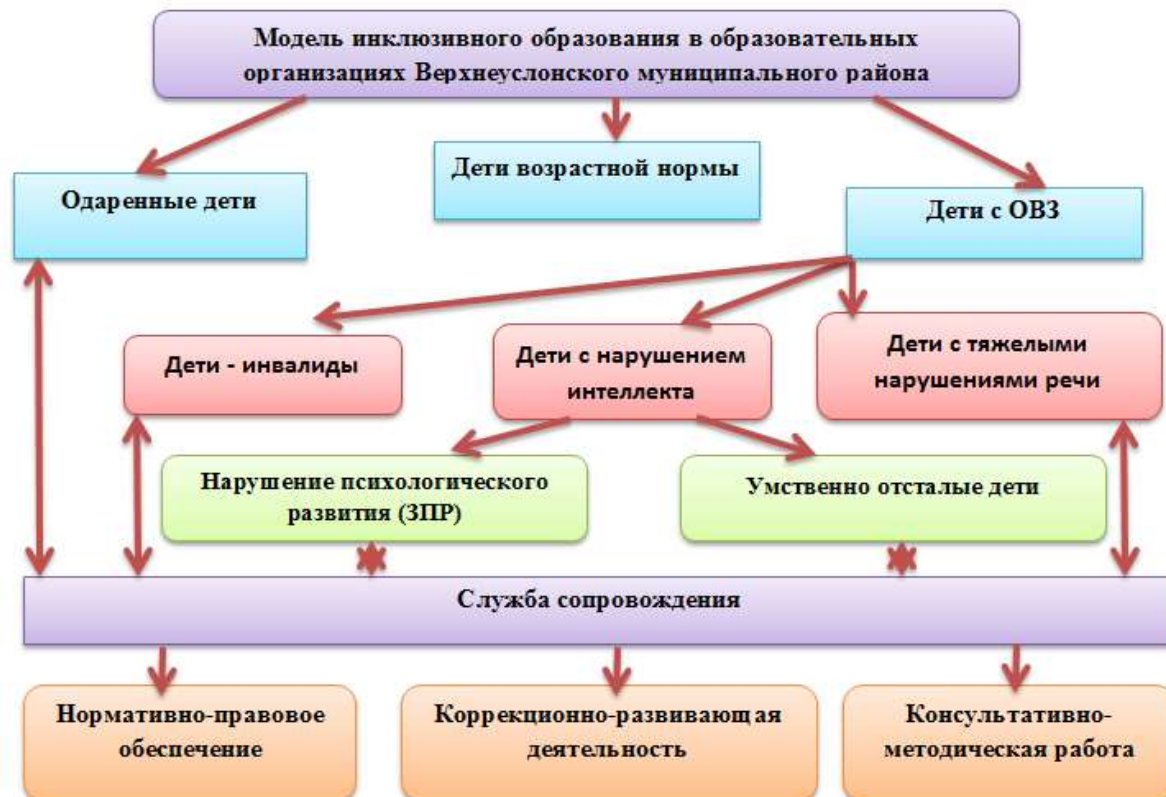 Модель инклюзивного образования в образовательных
организациях Верхнеуслонского муниципального района
Дети возрастной нормы
Одаренные дети
Дети с ОВЗ
Дети - инвалиды
Дети с нарушением
интеллекта
Дети с тяжелыми
нарушениями речи
Нарушение психологического
развития (ЗПР)
Умственно отсталые дети
Служба сопровождения
Нормативно-правовое
обеспечение
Коррекционно-развивающая
деятельность
Консультативно-
методическая работа